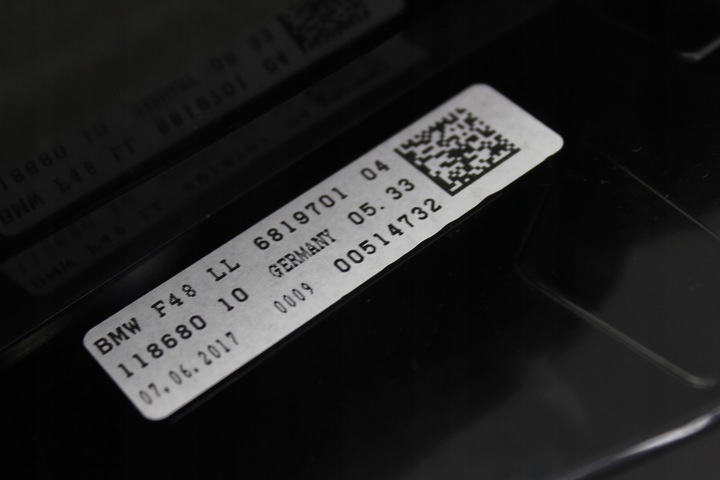 BMW F48 LL 6819701 04
118680 10 GERMANY 05.33
07.06.2017 0009 00514732